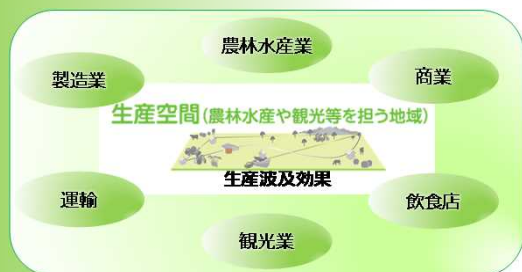 農林水産業
製造業
商業
生産空間(農林水産や観光等を担う地域)
生産波及効果
運輸
飲食店
観光業